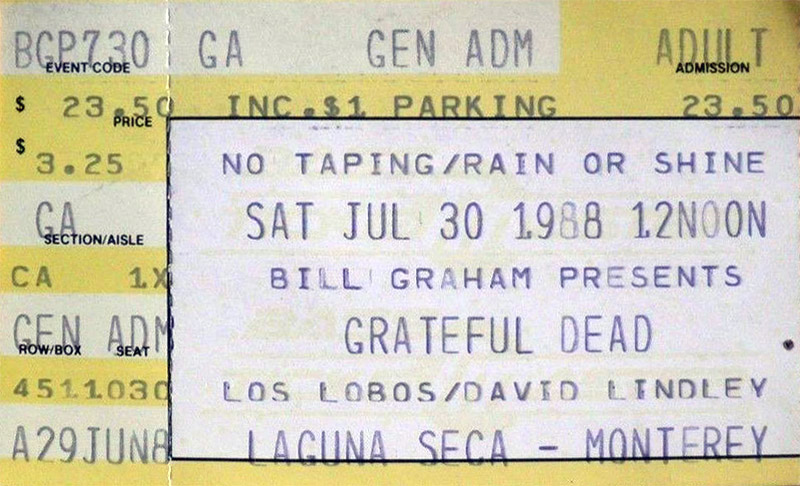 BGP730 GA GEN ADM ADULT
EVENT CODE ADMISSION
$ 23.50 INC.$1 PARKING 23.50
PRICE
$ 3.25 NO TAPING/RAIN OR SHINE
GA SAT JUL 30 1988 12NOON
SECTION/AISLE
CA 1X BILL GRAHAM PRESENTS
GEN ADM GRATEFUL DEAD
ROW/BOX SEAT
4511030 LOS LOBOS/DAVID LINDLEY
A29JUN8 LAGUNA SECA - MONTEREY